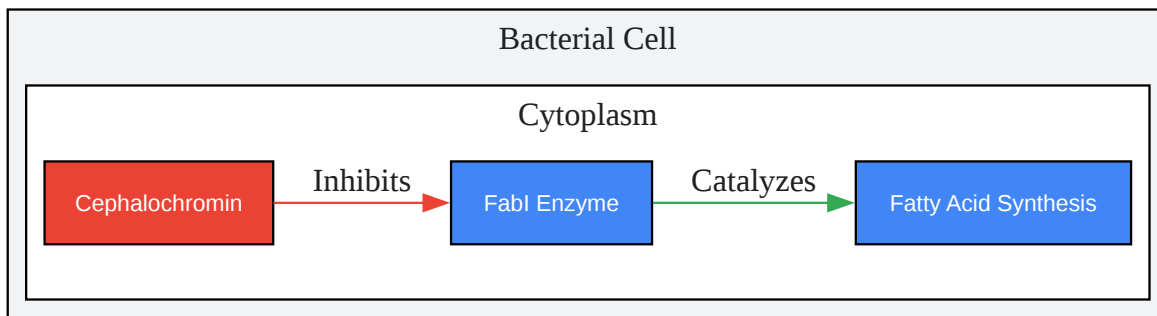 Bacterial Cell
Cytoplasm
Inhibits
Catalyzes
Cephalochromin
FabI Enzyme
Fatty Acid Synthesis